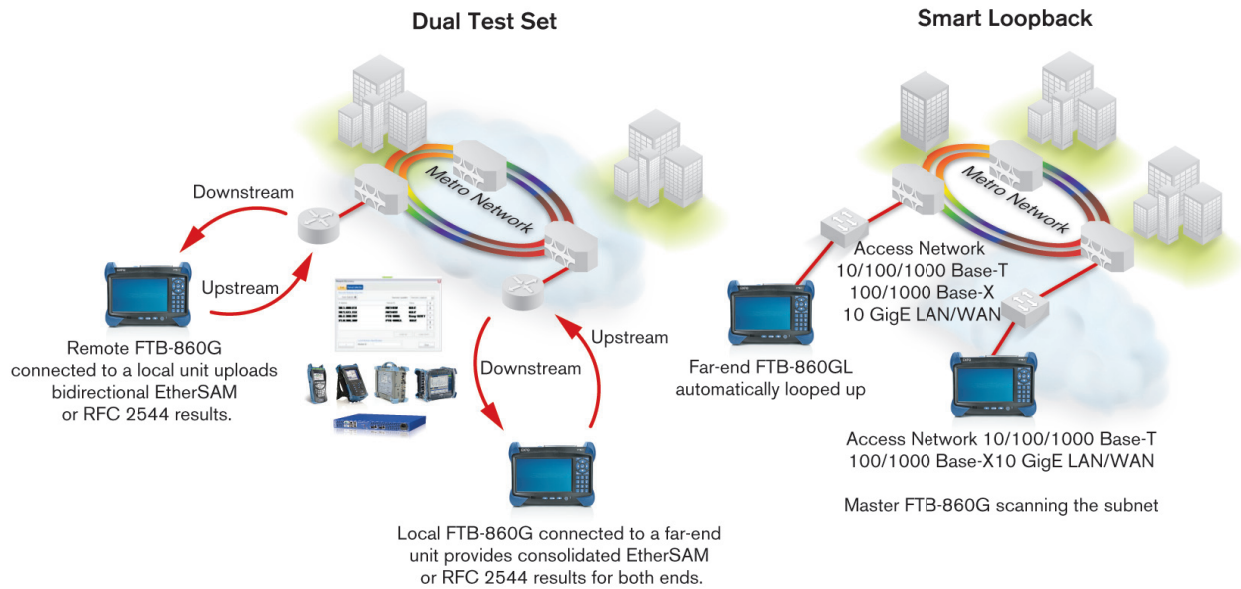 Dual Test Set
Metro Network
Downstream
Upstream
Remote FTB-860G
connected to a local unit uploads
bidirectional EtherSAM
or RFC 2544 results.
Downstream
Upstream
Local FTB-860G connected to a far-end
unit provides consolidated EtherSAM
or RFC 2544 results for both ends.
Smart Loopback
Metro Network
Access Network
10/100/1000 Base-T
100/1000 Base-X
10 GigE LAN/WAN
Far-end FTB-860GL
automatically looped up
Access Network 10/100/1000 Base-T
100/1000 Base-X10 GigE LAN/WAN
Master FTB-860G scanning the subnet